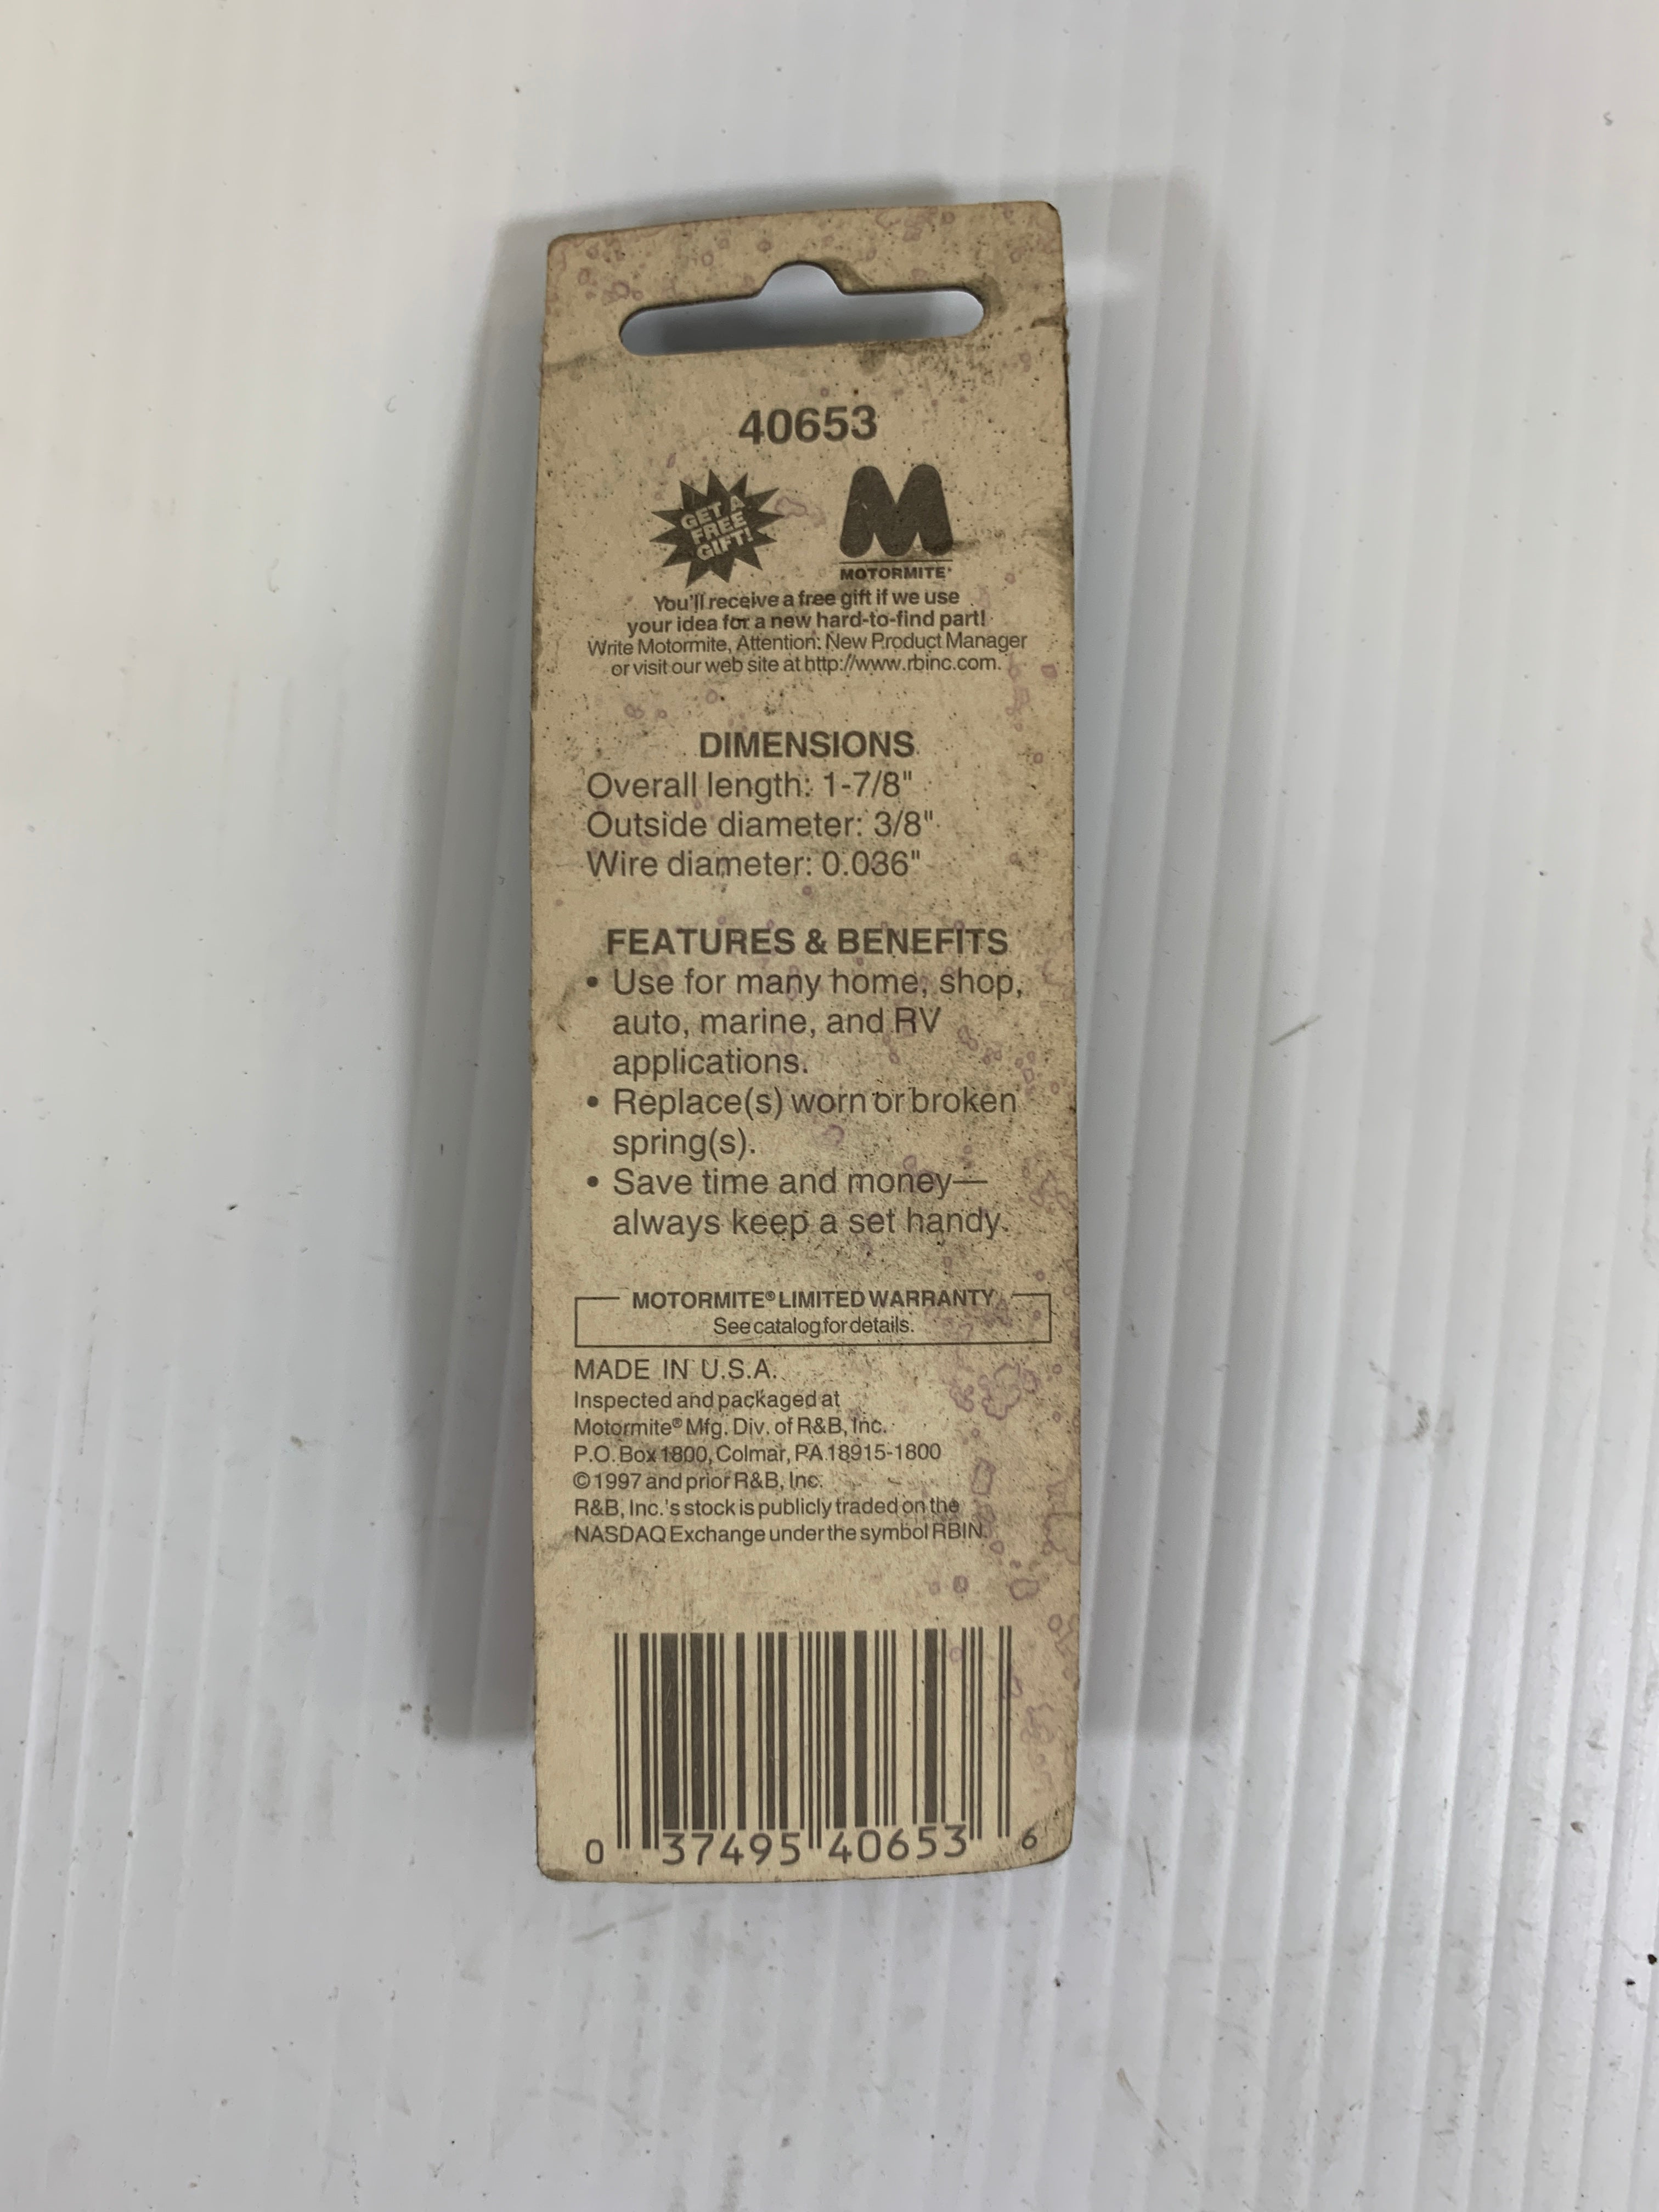 40653
GET A
FREE
GIFT!
M
MOTORMITE®
You'll receive a free gift if we use
your idea for a new hard-to-find part!
Write Motormite, Attention: New Product Manager
or visit our web site at http://www.rbinc.com.
DIMENSIONS
Overall length: 1-7/8"
Outside diameter: 3/8"
Wire diameter: 0.036"
FEATURES & BENEFITS
• Use for many home, shop,
auto, marine, and RV
applications.
• Replace(s) worn or broken
spring(s).
• Save time and money—
always keep a set handy.
MOTORMITE® LIMITED WARRANTY
See catalog for details.
MADE IN U.S.A.
Inspected and packaged at
Motormite® Mfg. Div. of R&B, Inc.
P.O. Box 1800, Colmar, PA 18915-1800
©1997 and prior R&B, Inc.
R&B, Inc.'s stock is publicly traded on the
NASDAQ Exchange under the symbol RBIN.
0 37495 40653 6